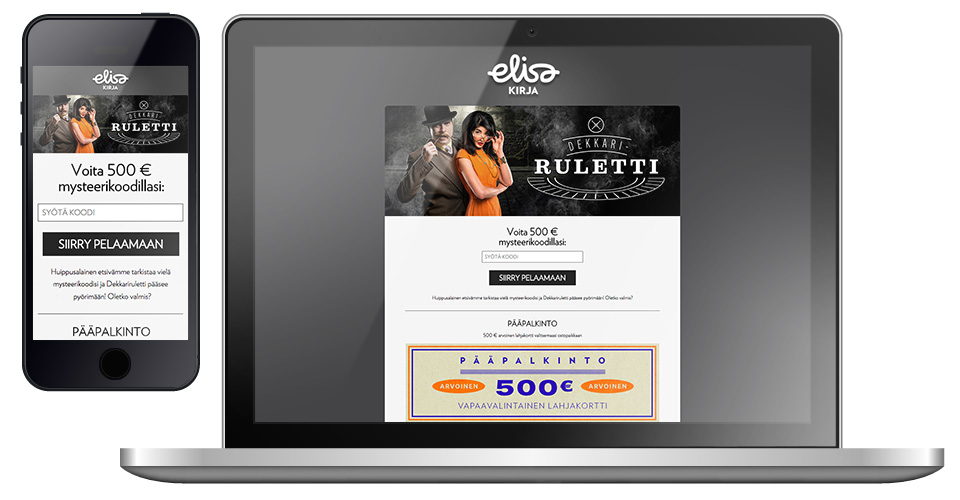 elisa
KIRJA
DEKKARI-
RULETTI
Voita 500 €
mysteerikoodillasi:
SYÖTÄ KOODI
SIIRRY PELAAMAAN
Huippusalainen etsivämme tarkistaa vielä
mysteerikoodisi ja Dekkariruletti pääsee
pyörimään! Oletko valmis?
PÄÄPALKINTO
elisa
KIRJA
DEKKARI-
RULETTI
Voita 500 €
mysteerikoodillasi:
SYÖTÄ KOODI
SIIRRY PELAAMAAN
Huippusalainen etsivämme tarkistaa vielä mysteerikoodisi ja Dekkariruletti pääsee pyörimään! Oletko valmis?
PÄÄPALKINTO
500 € arvoinen lahjakortti valitsemaasi ostopaikkaan
PÄÄPALKINTO
ARVOINEN 500€ ARVOINEN
VAPAAVALINTAINEN LAHJAKORTTI